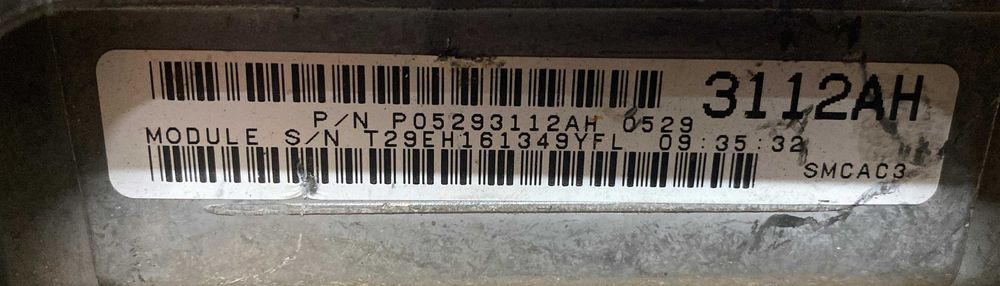 3112AH
P/N P05293112AH 0529
MODULE S/N T29EH161349YFL 09:35:32
SMCAC3